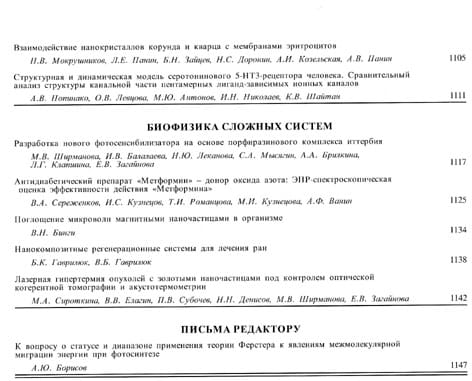 Взаимодействие нанокристаллов корунда и кварца с мембранами эритроцитов
П.В. Мокрушников, Л.Е. Панин, Б.Н. Зайцев, Н.С. Доронин, А.И. Козельская, А.В. Панин 1105
Структурная и динамическая модель серотонинового 5-НТ3-рецептора человека. Сравнительный
анализ структуры канальной части пентамерных лиганд-зависимых ионных каналов
А.В. Попинако, О.В. Левцова, М.Ю. Антонов, И.Н. Николаев, К.В. Шайтан 1111
БИОФИЗИКА СЛОЖНЫХ СИСТЕМ
Разработка нового фотосенсибилизатора на основе порфиразинового комплекса иттербия
М.В. Ширманова, И.В. Балалаева, Н.Ю. Леканова, С.А. Мысягин, А.А. Брилкина,
Л.Г. Клапшина, Е.В. Загайнова 1117
Антидиабетический препарат «Метформин» – донор оксида азота: ЭПР-спектроскопическая
оценка эффективности действия «Метформина»
В.А. Сереженков, И.С. Кузнецов, Т.И. Романцова, М.И. Кузнецова, А.Ф. Ванин 1125
Поглощение микроволн магнитными наночастицами в организме
В.Н. Бинги 1134
Нанокомпозитные регенерационные системы для лечения ран
Б.К. Гаврилюк, В.Б. Гаврилюк 1138
Лазерная гипертермия опухолей с золотыми наночастицами под контролем оптической
когерентной томографии и акустотермометрии
М.А. Сироткина, В.В. Елагин, П.В. Субочев, Н.Н. Денисов, М.В. Ширманова, Е.В. Загайнова 1142
ПИСЬМА РЕДАКТОРУ
К вопросу о статусе и диапазоне применения теории Ферстера к явлениям межмолекулярной
миграции энергии при фотосинтезе
А.Ю. Борисов 1147